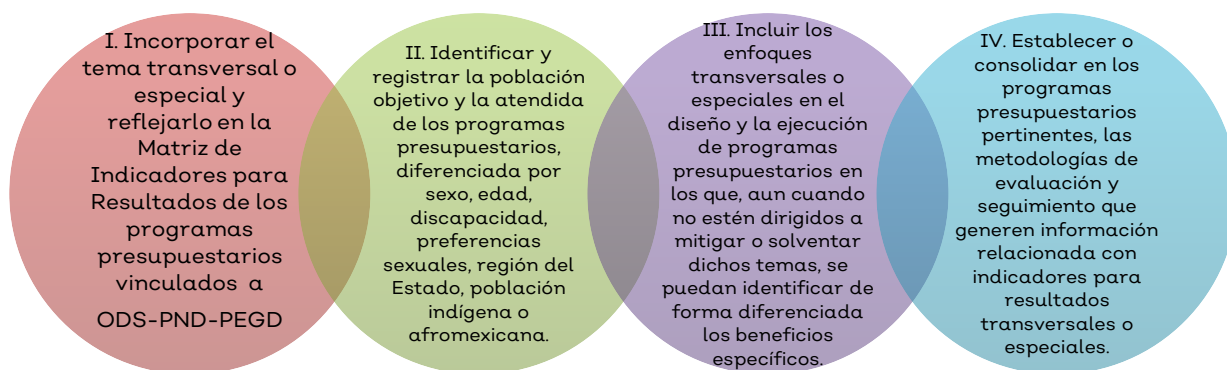 I. Incorporar el
tema transversal o
especial y
reflejarlo en la
Matriz de
Indicadores para
Resultados de los
programas
presupuestarios
vinculados a
ODS-PND-PEGD
II. Identificar y
registrar la población
objetivo y la atendida
de los programas
presupuestarios,
diferenciada por
sexo, edad,
discapacidad,
preferencias
sexuales, región del
Estado, población
indígena o
afromexicana.
III. Incluir los
enfoques
transversales o
especiales en el
diseño y la ejecución
de programas
presupuestarios en
los que, aun cuando
no estén dirigidos a
mitigar o solventar
dichos temas, se
puedan identificar de
forma diferenciada
los beneficios
específicos.
IV. Establecer o
consolidar en los
programas
presupuestarios
pertinentes, las
metodologías de
evaluación y
seguimiento que
generen información
relacionada con
indicadores para
resultados
transversales o
especiales.